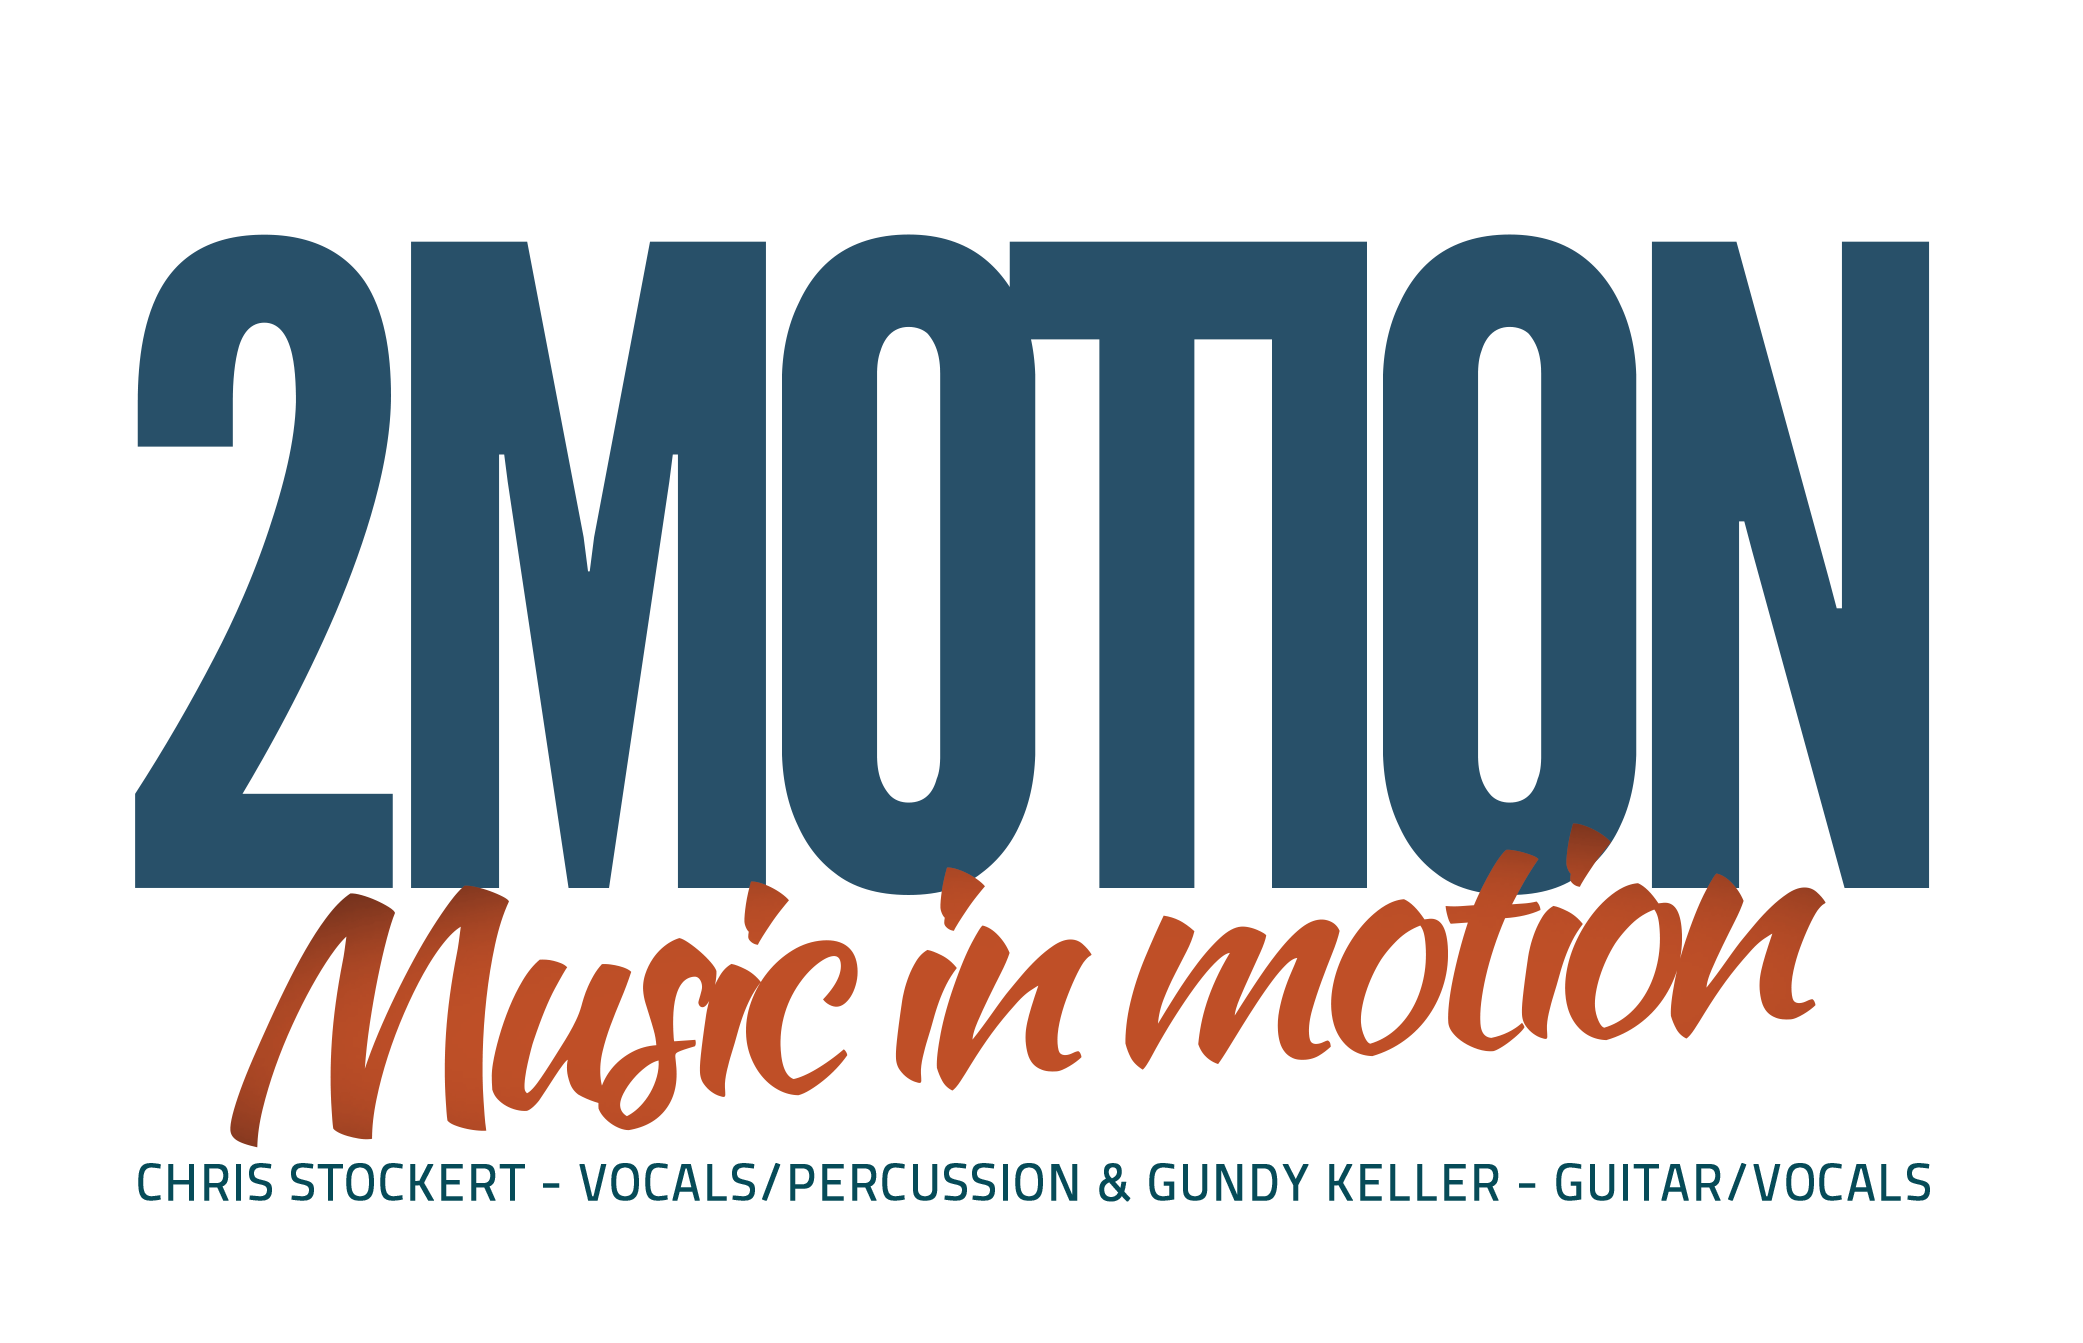 2MOTION
Music in motion
CHRIS STOCKERT - VOCALS/PERCUSSION & GUNDY KELLER - GUITAR/VOCALS